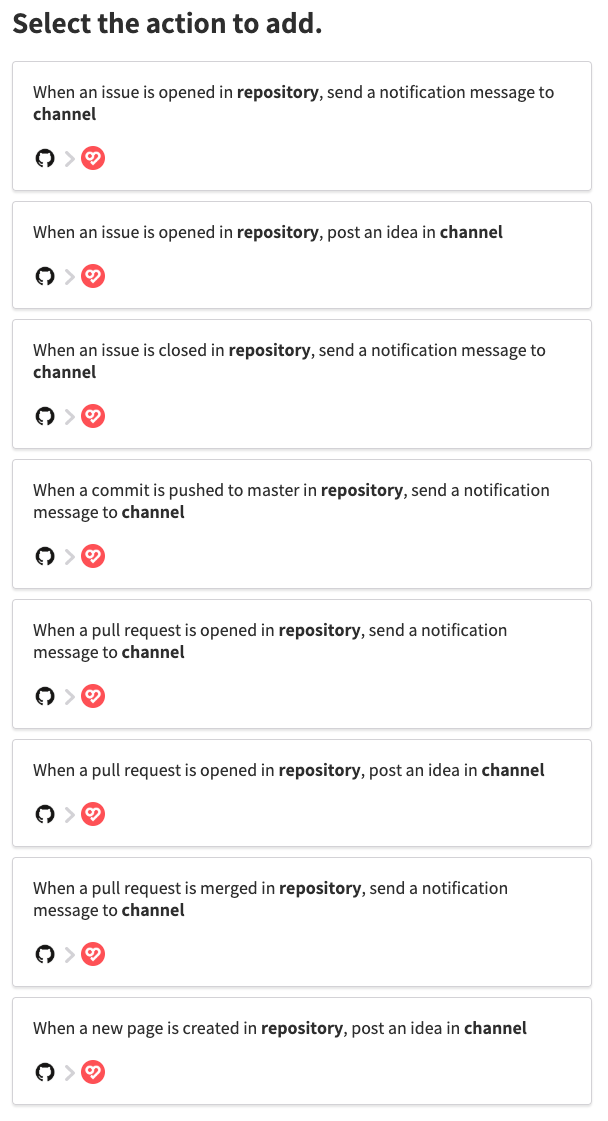 Select the action to add.
When an issue is opened in repository, send a notification message to
channel
When an issue is opened in repository, post an idea in channel
When an issue is closed in repository, send a notification message to
channel
When a commit is pushed to master in repository, send a notification
message to channel
When a pull request is opened in repository, send a notification
message to channel
When a pull request is opened in repository, post an idea in channel
When a pull request is merged in repository, send a notification
message to channel
When a new page is created in repository, post an idea in channel